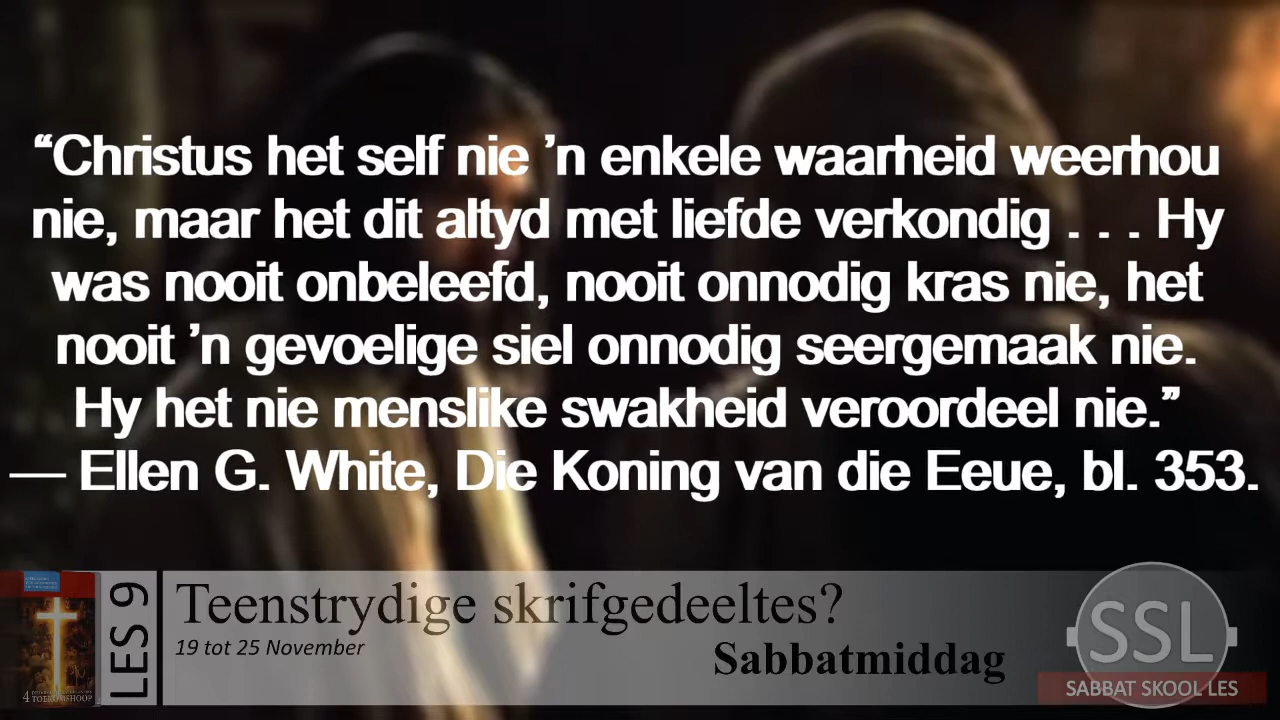 “Christus het self nie ’n enkele waarheid weerhou
nie, maar het dit altyd met liefde verkondig . . . Hy
was nooit onbeleefd, nooit onnodig kras nie, het
nooit ’n gevoelige siel onnodig seergemaak nie.
Hy het nie menslike swakheid veroordeel nie.”
— Ellen G. White, Die Koning van die Eeue, bl. 353.
LES 9
Teenstrydige skrifgedeeltes?
19 tot 25 November
Sabbatmiddag
SSL
SABBAT SKOOL LES